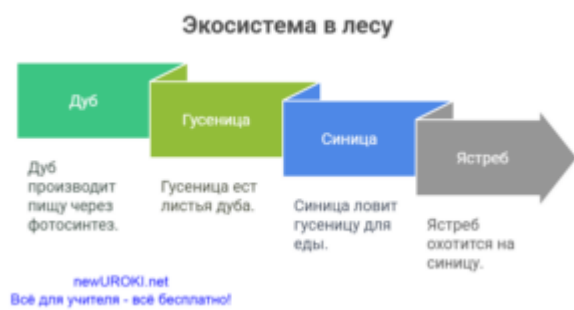 Экосистема в лесу
Дуб
Гусеница
Синица
Ястреб
Дуб
производит
пищу через
фотосинтез.
Гусеница ест
листья дуба.
Синица ловит
гусеницу для
еды.
Ястреб
охотится на
синицу.
newUROKI.net
Всё для учителя - всё бесплатно!